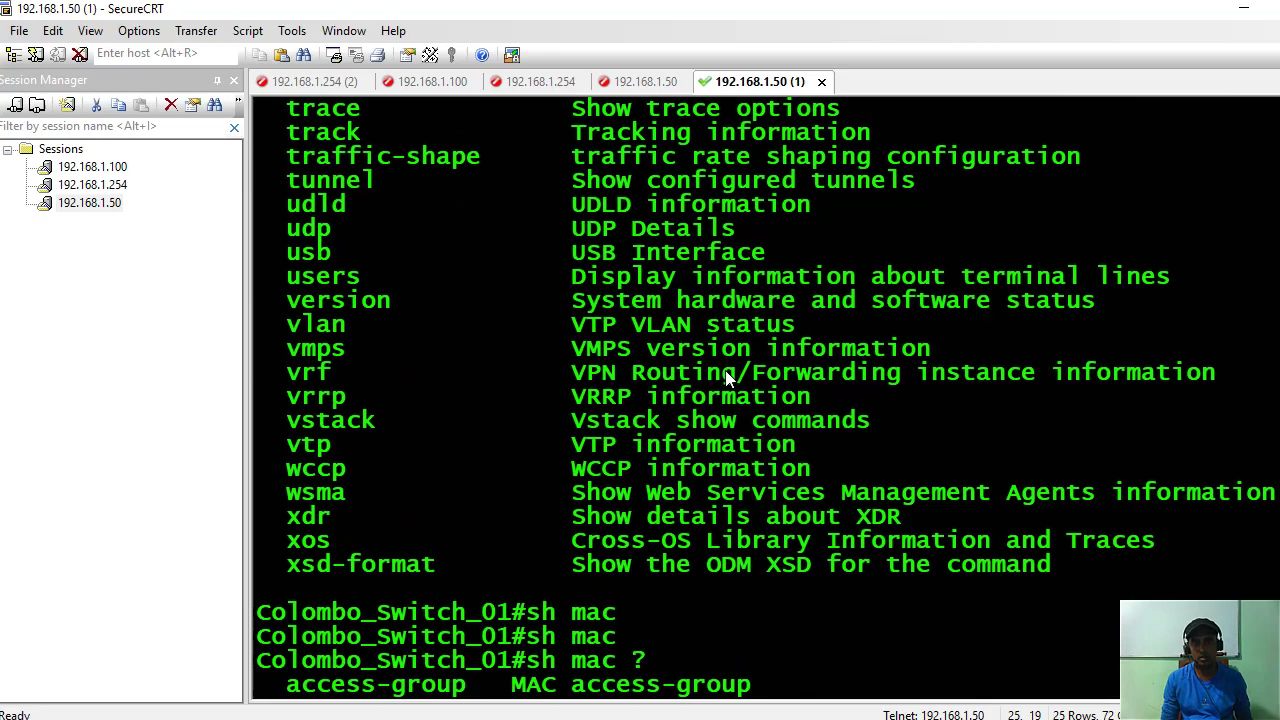 192.168.1.50 (1) - SecureCRT
File Edit View Options Transfer Script Tools Window Help
Enter host <Alt+R>
Session Manager
192.168.1.254 (2) 192.168.1.100 192.168.1.254 192.168.1.50 192.168.1.50 (1)
Filter by session name <Alt+I>
Sessions
192.168.1.100
192.168.1.254
192.168.1.50
trace Show trace options
track Tracking information
traffic-shape traffic rate shaping configuration
tunnel Show configured tunnels
udld UDLD information
udp UDP Details
usb USB Interface
users Display information about terminal lines
version System hardware and software status
vlan VTP VLAN status
vmps VMPS version information
vrf VPN Routing/Forwarding instance information
vrrp VRRP information
vstack Vstack show commands
vtp VTP information
wccp WCCP information
wsma Show Web Services Management Agents information
xdr Show details about XDR
xos Cross-OS Library Information and Traces
xsd-format Show the ODM XSD for the command
Colombo_Switch_01#sh mac
Colombo_Switch_01#sh mac
Colombo_Switch_01#sh mac ?
access-group MAC access-group
Ready Telnet: 192.168.1.50 25, 19 25 Rows, 72 C